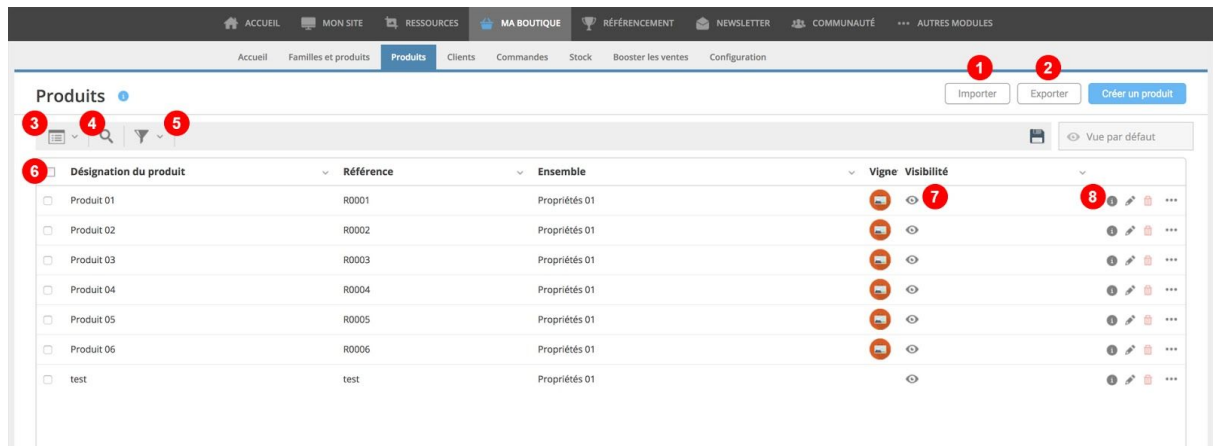 ACCUEIL MON SITE RESSOURCES MA BOUTIQUE RÉFÉRENCEMENT NEWSLETTER COMMUNAUTÉ ••• AUTRES MODULES
Accueil Familles et produits Produits Clients Commandes Stock Booster les ventes Configuration
1 2
Produits i Importer Exporter Créer un produit
3 4 5
Vue par défaut
6 Désignation du produit Référence Ensemble Vigne Visibilité
Produit 01 R0001 Propriétés 01 7 8
Produit 02 R0002 Propriétés 01
Produit 03 R0003 Propriétés 01
Produit 04 R0004 Propriétés 01
Produit 05 R0005 Propriétés 01
Produit 06 R0006 Propriétés 01
test test Propriétés 01